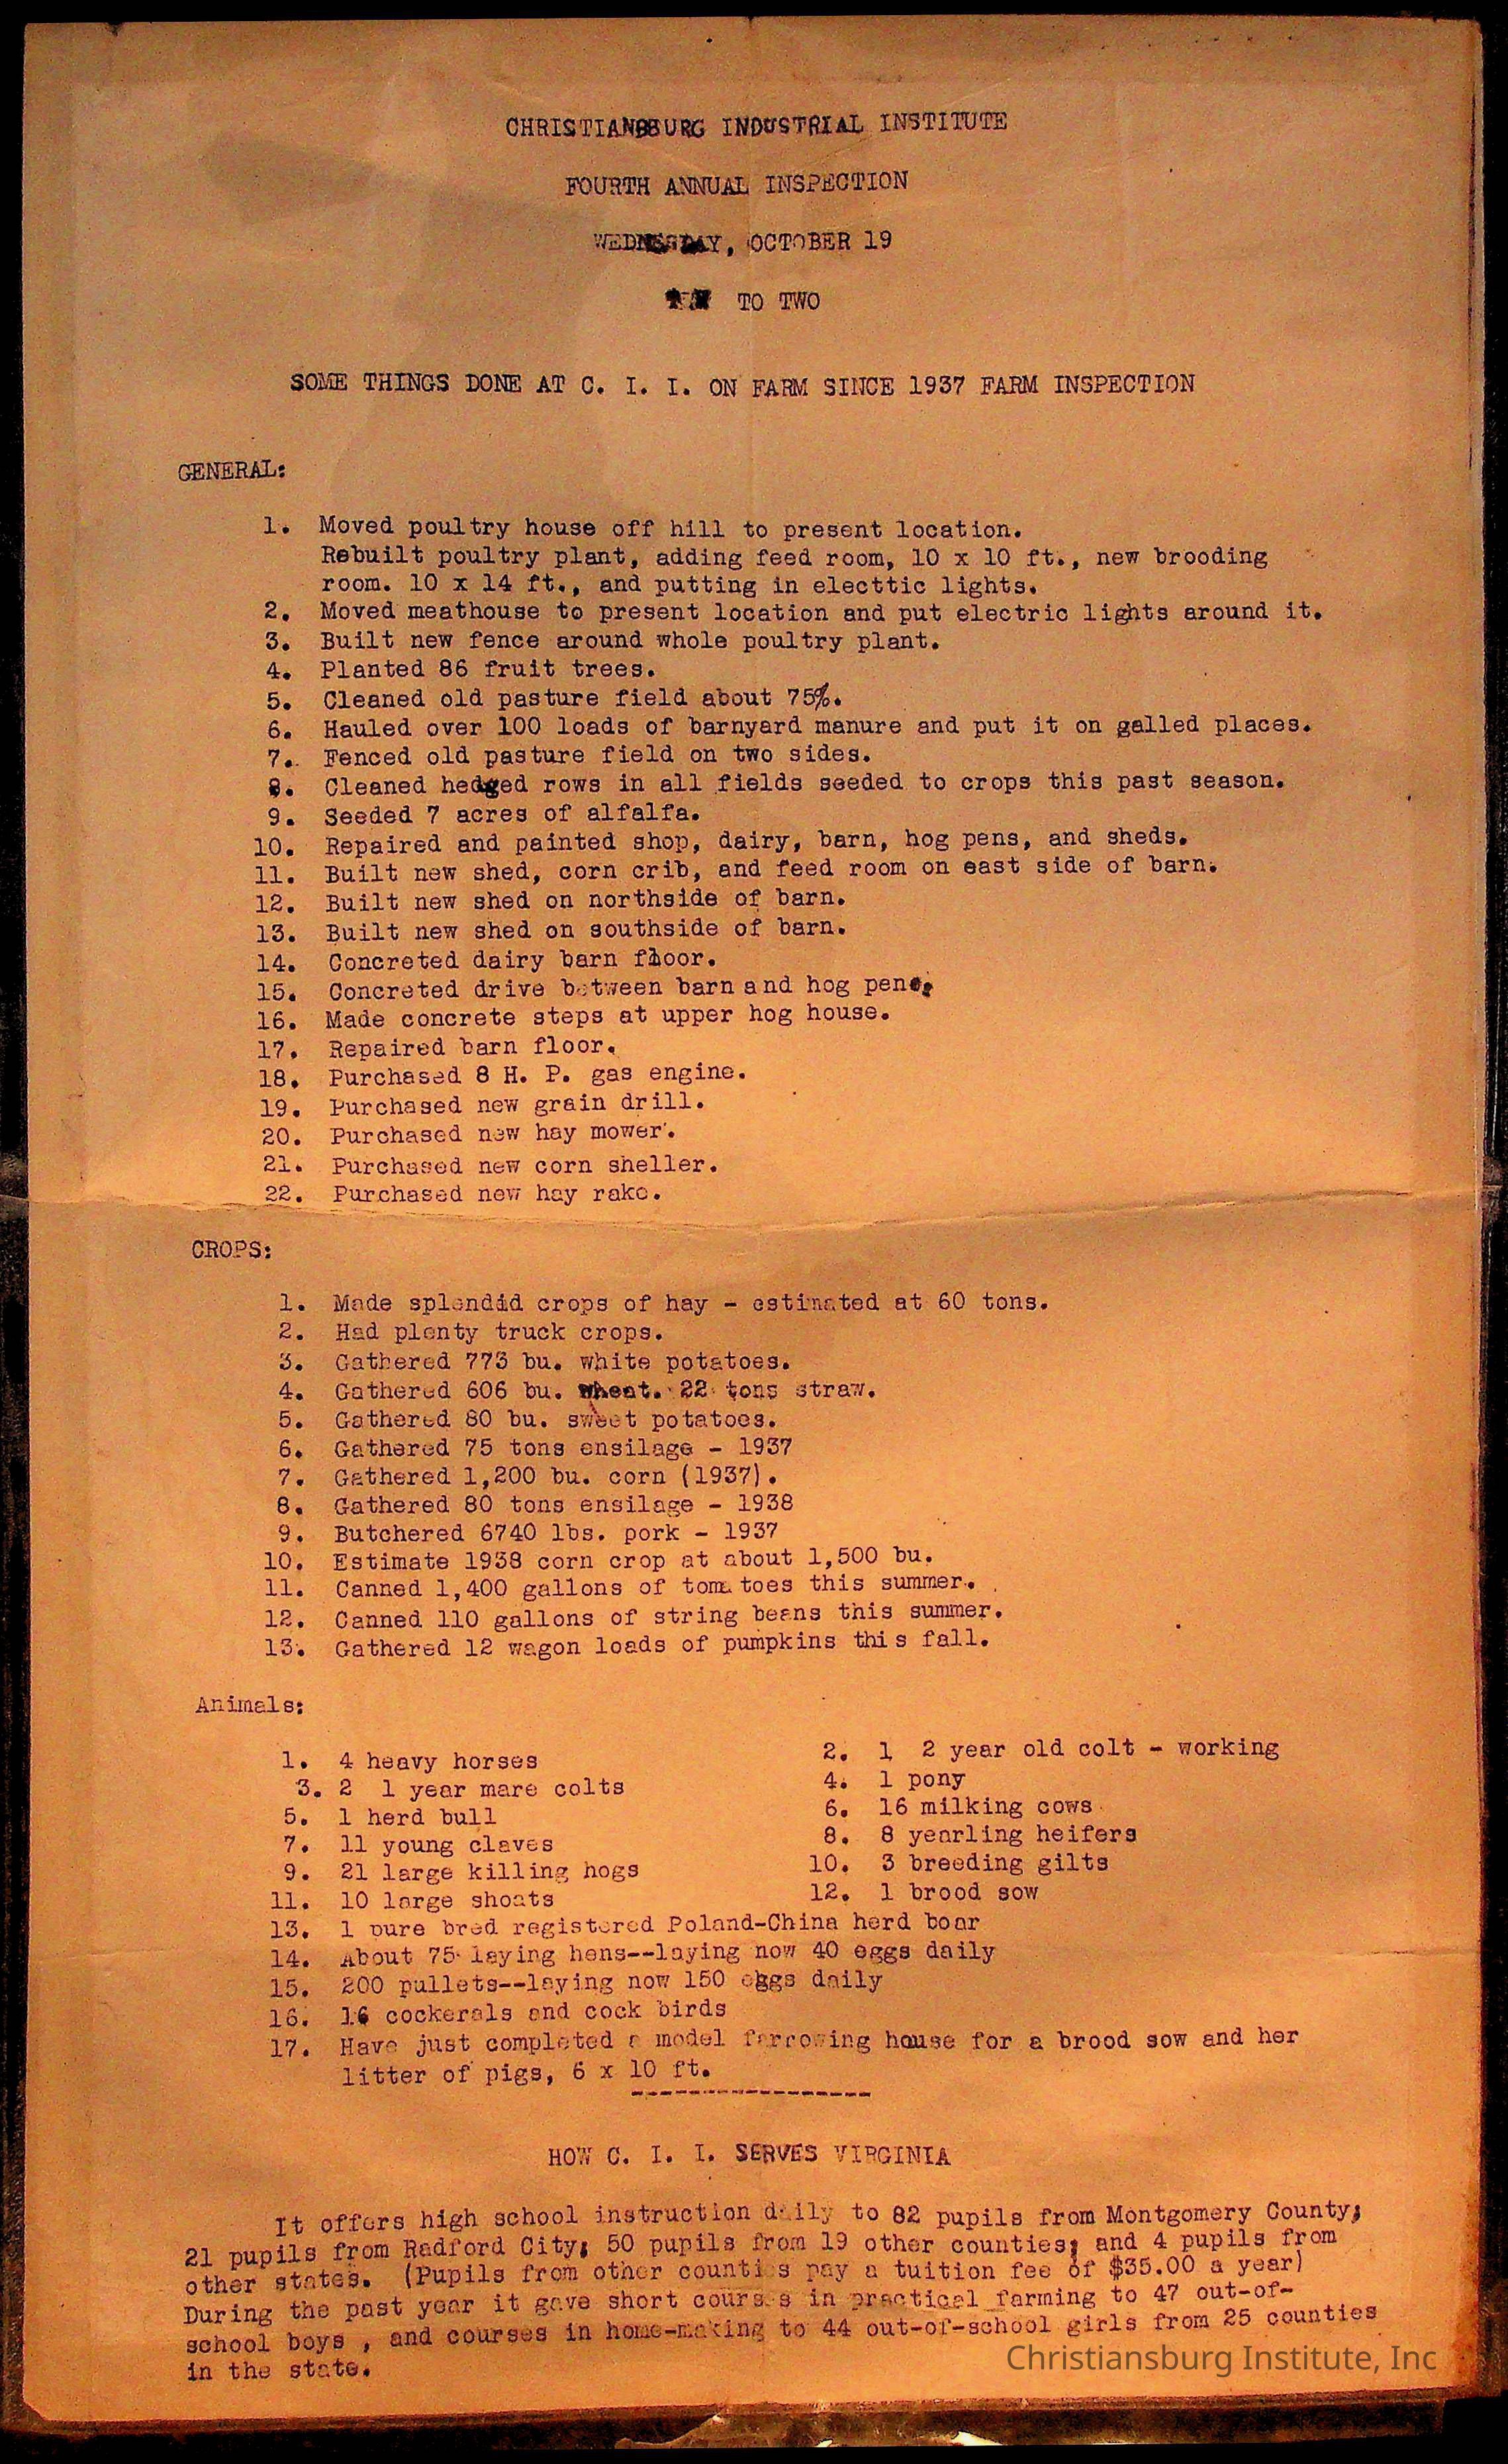 CHRISTIANSBURG INDUSTRIAL INSTITUTE
FOURTH ANNUAL INSPECTION
WEDNESDAY, OCTOBER 19
TO TWO
SOME THINGS DONE AT C. I. I. ON FARM SINCE 1937 FARM INSPECTION
GENERAL:
1. Moved poultry house off hill to present location.
Rebuilt poultry plant, adding feed room, 10 x 10 ft., new brooding
room. 10 x 14 ft., and putting in electtic lights.
2. Moved meathouse to present location and put electric lights around it.
3. Built new fence around whole poultry plant.
4. Planted 86 fruit trees.
5. Cleaned old pasture field about 75%.
6. Hauled over 100 loads of barnyard manure and put it on galled places.
7. Fenced old pasture field on two sides.
8. Cleaned hedged rows in all fields seeded to crops this past season.
9. Seeded 7 acres of alfalfa.
10. Repaired and painted shop, dairy, barn, hog pens, and sheds.
11. Built new shed, corn crib, and feed room on east side of barn.
12. Built new shed on northside of barn.
13. Built new shed on southside of barn.
14. Concreted dairy barn floor.
15. Concreted drive between barn and hog pens.
16. Made concrete steps at upper hog house.
17. Repaired barn floor.
18. Purchased 8 H. P. gas engine.
19. Purchased new grain drill.
20. Purchased new hay mower.
21. Purchased new corn sheller.
22. Purchased new hay rake.
CROPS:
1. Made splendid crops of hay - estimated at 60 tons.
2. Had plenty truck crops.
3. Gathered 773 bu. white potatoes.
4. Gathered 606 bu. wheat. 22 tons straw.
5. Gathered 80 bu. sweet potatoes.
6. Gathered 75 tons ensilage - 1937
7. Gathered 1,200 bu. corn (1937).
8. Gathered 80 tons ensilage - 1938
9. Butchered 6740 lbs. pork - 1937
10. Estimate 1938 corn crop at about 1,500 bu.
11. Canned 1,400 gallons of tomatoes this summer.
12. Canned 110 gallons of string beans this summer.
13. Gathered 12 wagon loads of pumpkins this fall.
Animals:
1. 4 heavy horses 2. 1 2 year old colt - working
3. 2 1 year mare colts 4. 1 pony
5. 1 herd bull 6. 16 milking cows
7. 11 young claves 8. 8 yearling heifers
9. 21 large killing hogs 10. 3 breeding gilts
11. 10 large shoats 12. 1 brood sow
13. 1 pure bred registered Poland-China herd boar
14. About 75 laying hens--laying now 40 eggs daily
15. 200 pullets--laying now 150 eggs daily
16. 16 cockerals and cock birds
17. Have just completed a model farrowing house for a brood sow and her
litter of pigs, 6 x 10 ft.
-----------------
HOW C. I. I. SERVES VIRGINIA
It offers high school instruction daily to 82 pupils from Montgomery County;
21 pupils from Radford City; 50 pupils from 19 other counties; and 4 pupils from
other states. (Pupils from other counties pay a tuition fee of $35.00 a year)
During the past year it gave short courses in practical farming to 47 out-of-
school boys , and courses in home-making to 44 out-of-school girls from 25 counties
in the state.
Christiansburg Institute, Inc